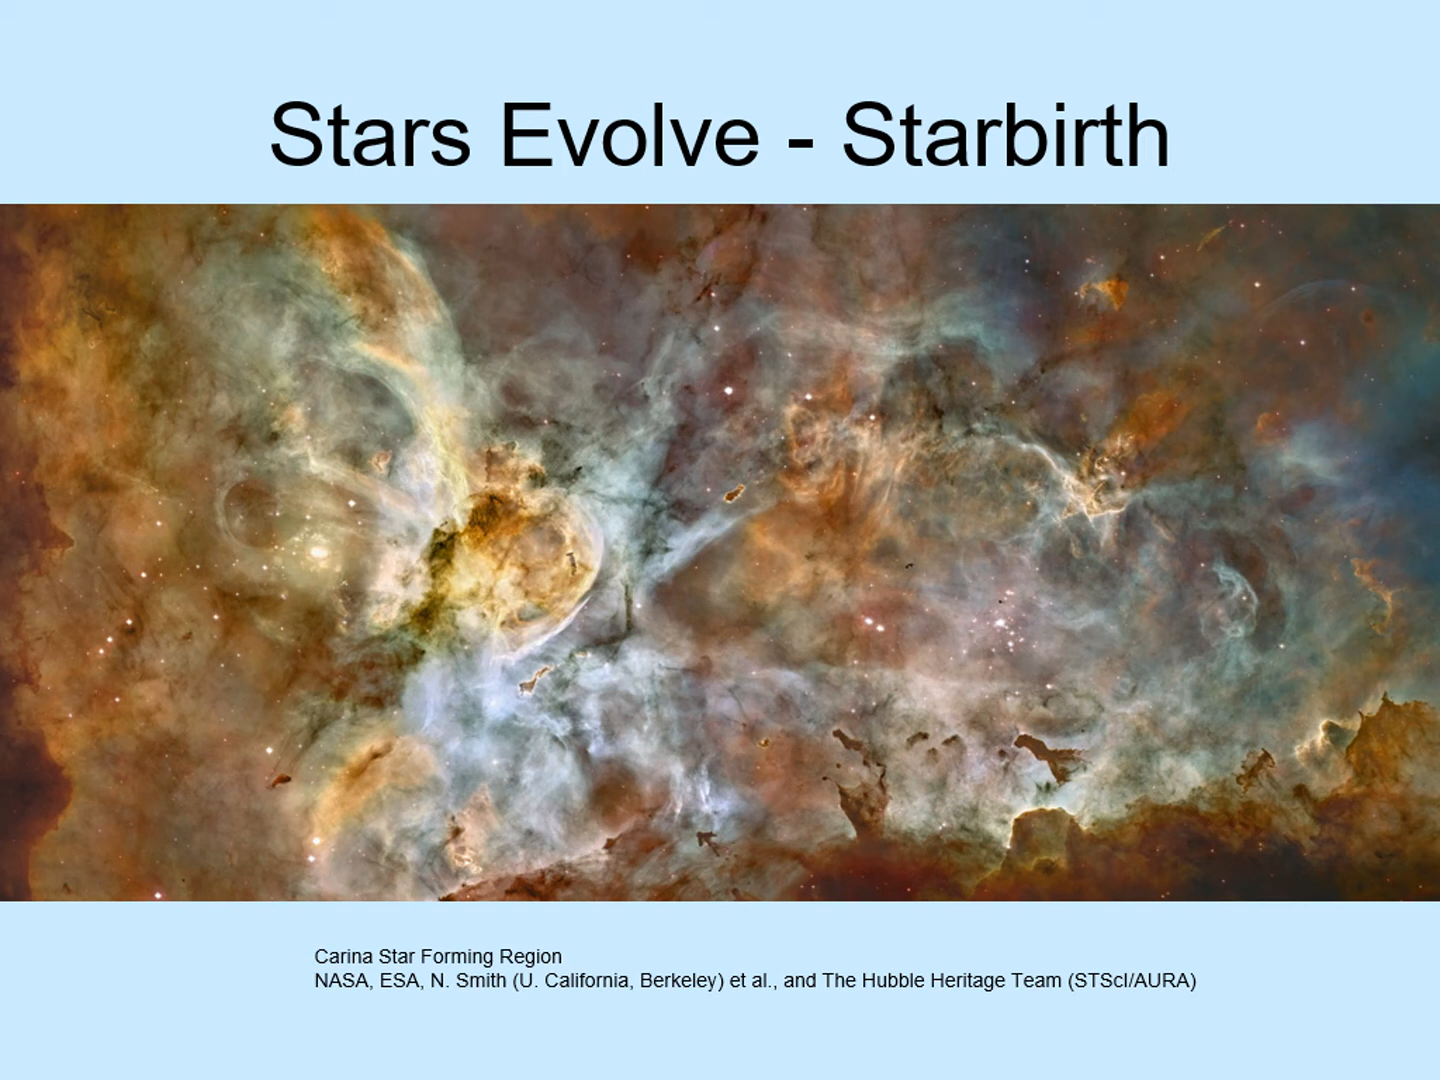 Stars Evolve - Starbirth
Carina Star Forming Region
NASA, ESA, N. Smith (U. California, Berkeley) et al., and The Hubble Heritage Team (STScI/AURA)